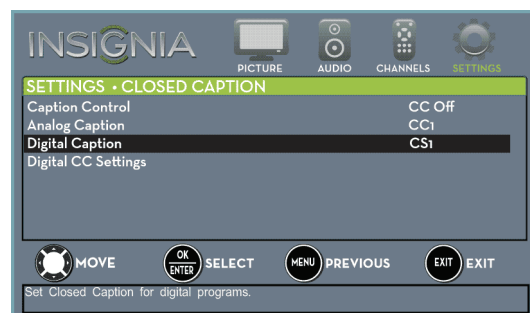 INSIGNIA
PICTURE AUDIO CHANNELS SETTINGS
SETTINGS • CLOSED CAPTION
Caption Control CC Off
Analog Caption CC1
Digital Caption CS1
Digital CC Settings
MOVE OK ENTER SELECT MENU PREVIOUS EXIT EXIT
Set Closed Caption for digital programs.